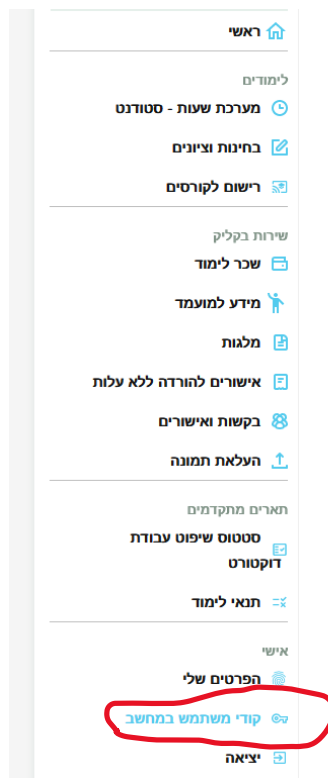 ראשי
לימודים
מערכת שעות - סטודנט
בחינות וציונים
רישום לקורסים
שירות בקליק
שכר לימוד
מידע למועמד
מלגות
אישורים להורדה ללא עלות
בקשות ואישורים
העלאת תמונה
תארים מתקדמים
סטטוס שיפוט עבודת
דוקטורט
תנאי לימוד
אישי
הפרטים שלי
קודי משתמש במחשב
יציאה